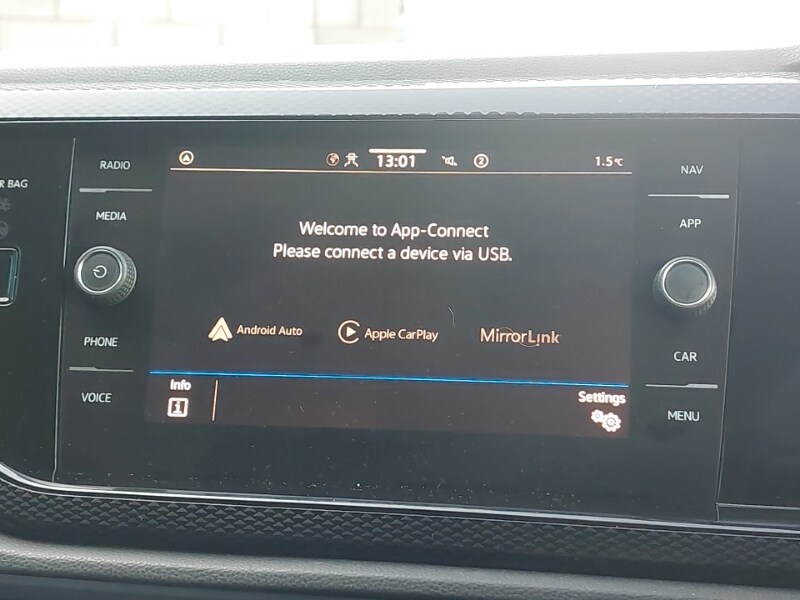 R BAG
RADIO
MEDIA
PHONE
VOICE
13:01
2
1.5°C
Welcome to App-Connect
Please connect a device via USB.
Android Auto
Apple CarPlay
MirrorLink
Info
i
Settings
NAV
APP
CAR
MENU